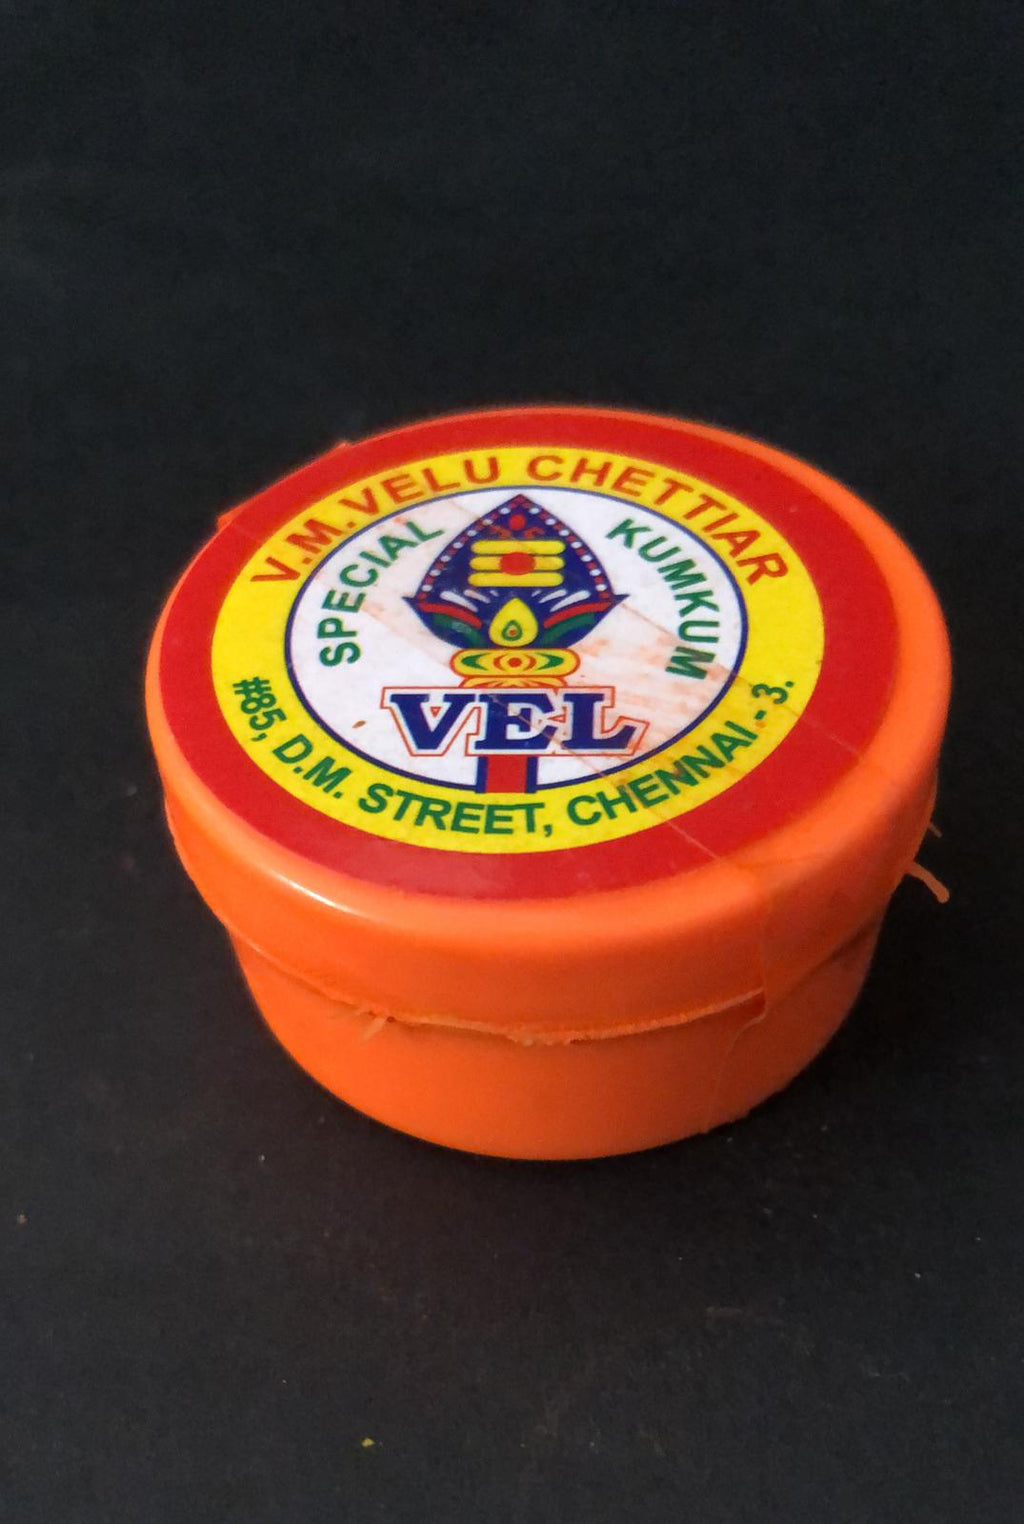 V.M.VELU CHETTIAR
SPECIAL
KUMKUM
VEL
#85, D.M. STREET, CHENNAI.- 3.